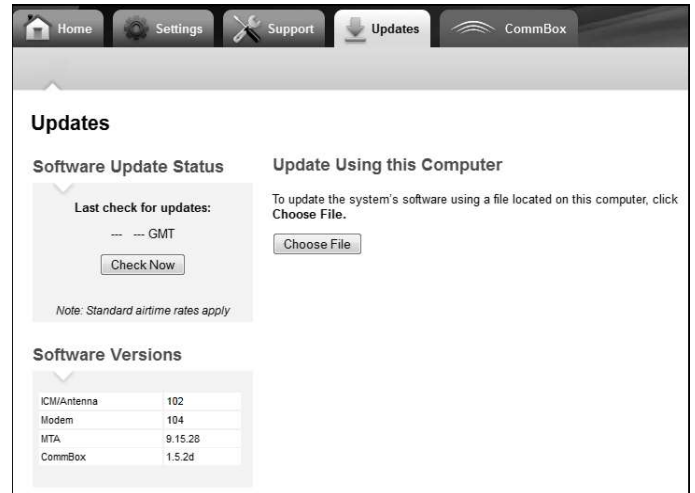 Home Settings Support Updates CommBox
Updates
Software Update Status
Last check for updates:
--- --- GMT
Check Now
Note: Standard airtime rates apply
Update Using this Computer
To update the system's software using a file located on this computer, click
Choose File.
Choose File
Software Versions
ICM/Antenna 102
Modem 104
MTA 9.15.28
CommBox 1.5.2d